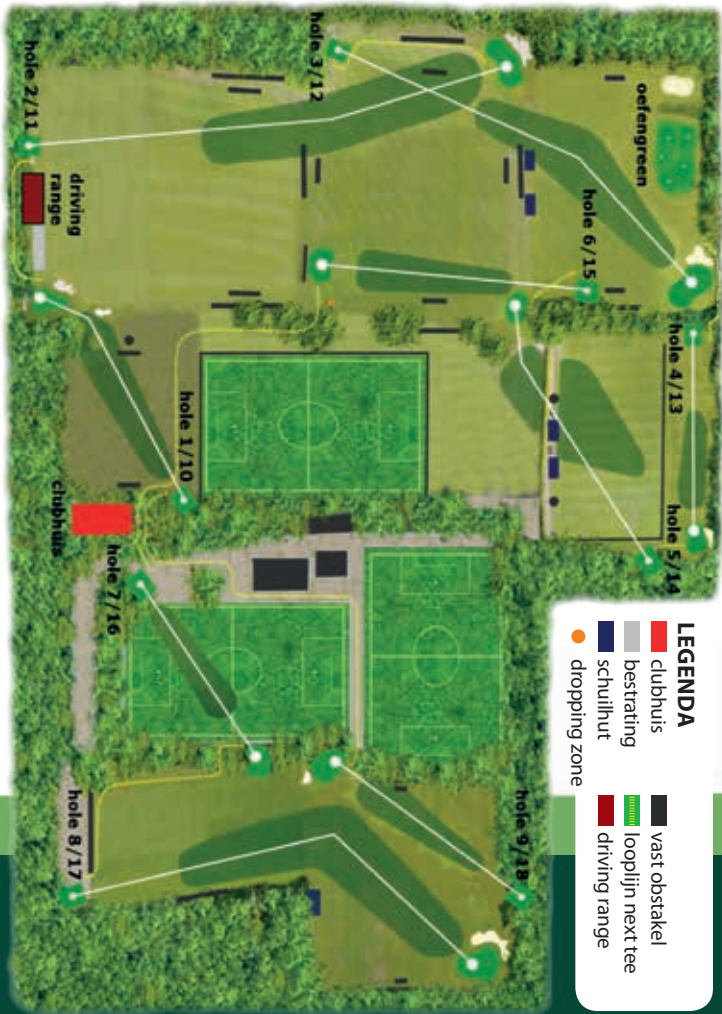 hole 3/12
hole 2/11
oefengreen
driving
range
hole 6/15
hole 4/13
hole 1/10
hole 5/14
clubhuis
hole 7/16
hole 8/17
hole 9/18
LEGENDA
clubhuis
bestrating
schuilhut
dropping zone
vast obstakel
looplijn next tee
driving range